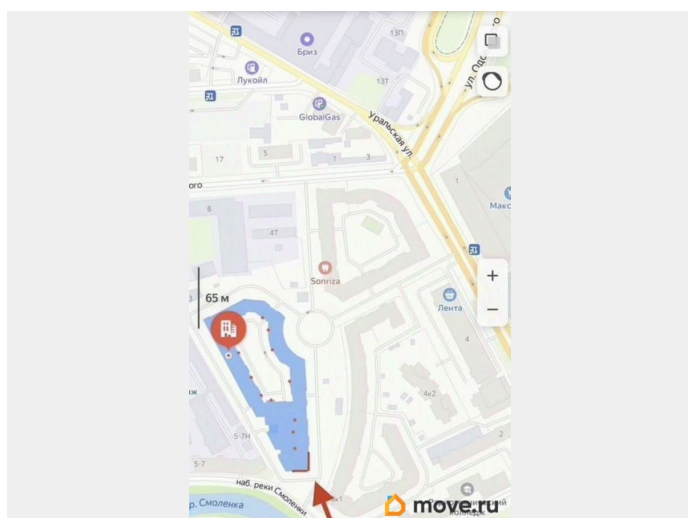 13П
Бриз
ул. Одо
Лукойл
13Т
GlobalGas
Уральская ул.
17
5
1
3
ого
1
6
Макс
4Т
Sonriza
+
65 м
Лента
−
4
4к2
5-7Н
2
5-7
наб. реки Смоленки
р. Смоленка
move.ru